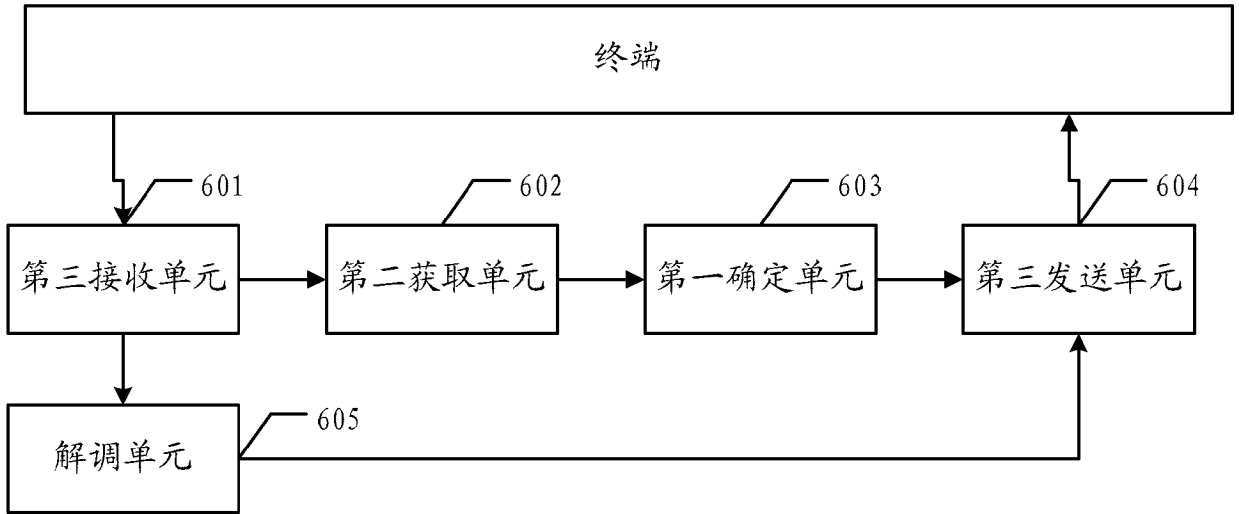 终端
601
602
603
604
第三接收单元
第二获取单元
第一确定单元
第三发送单元
605
解调单元